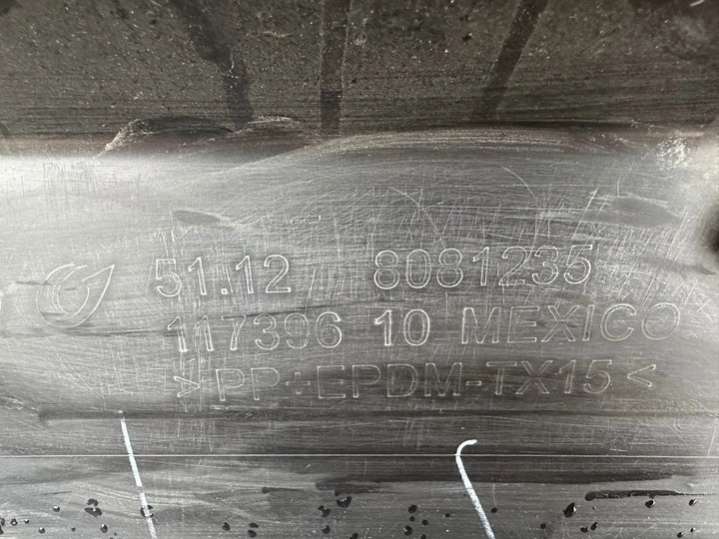 51.12 8081235
117396 10 MEXICO
>PP+EPDM-TX15<